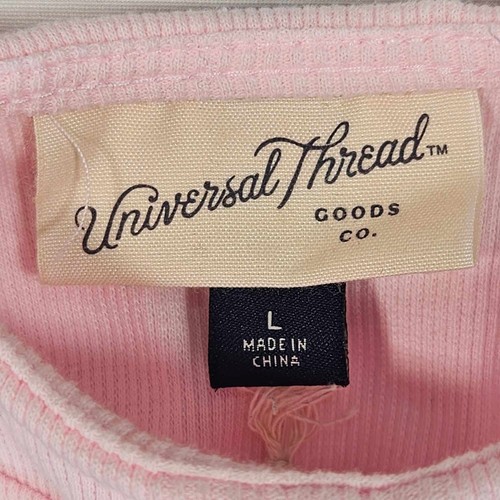 Universal Thread™
GOODS
CO.
L
MADE IN
CHINA